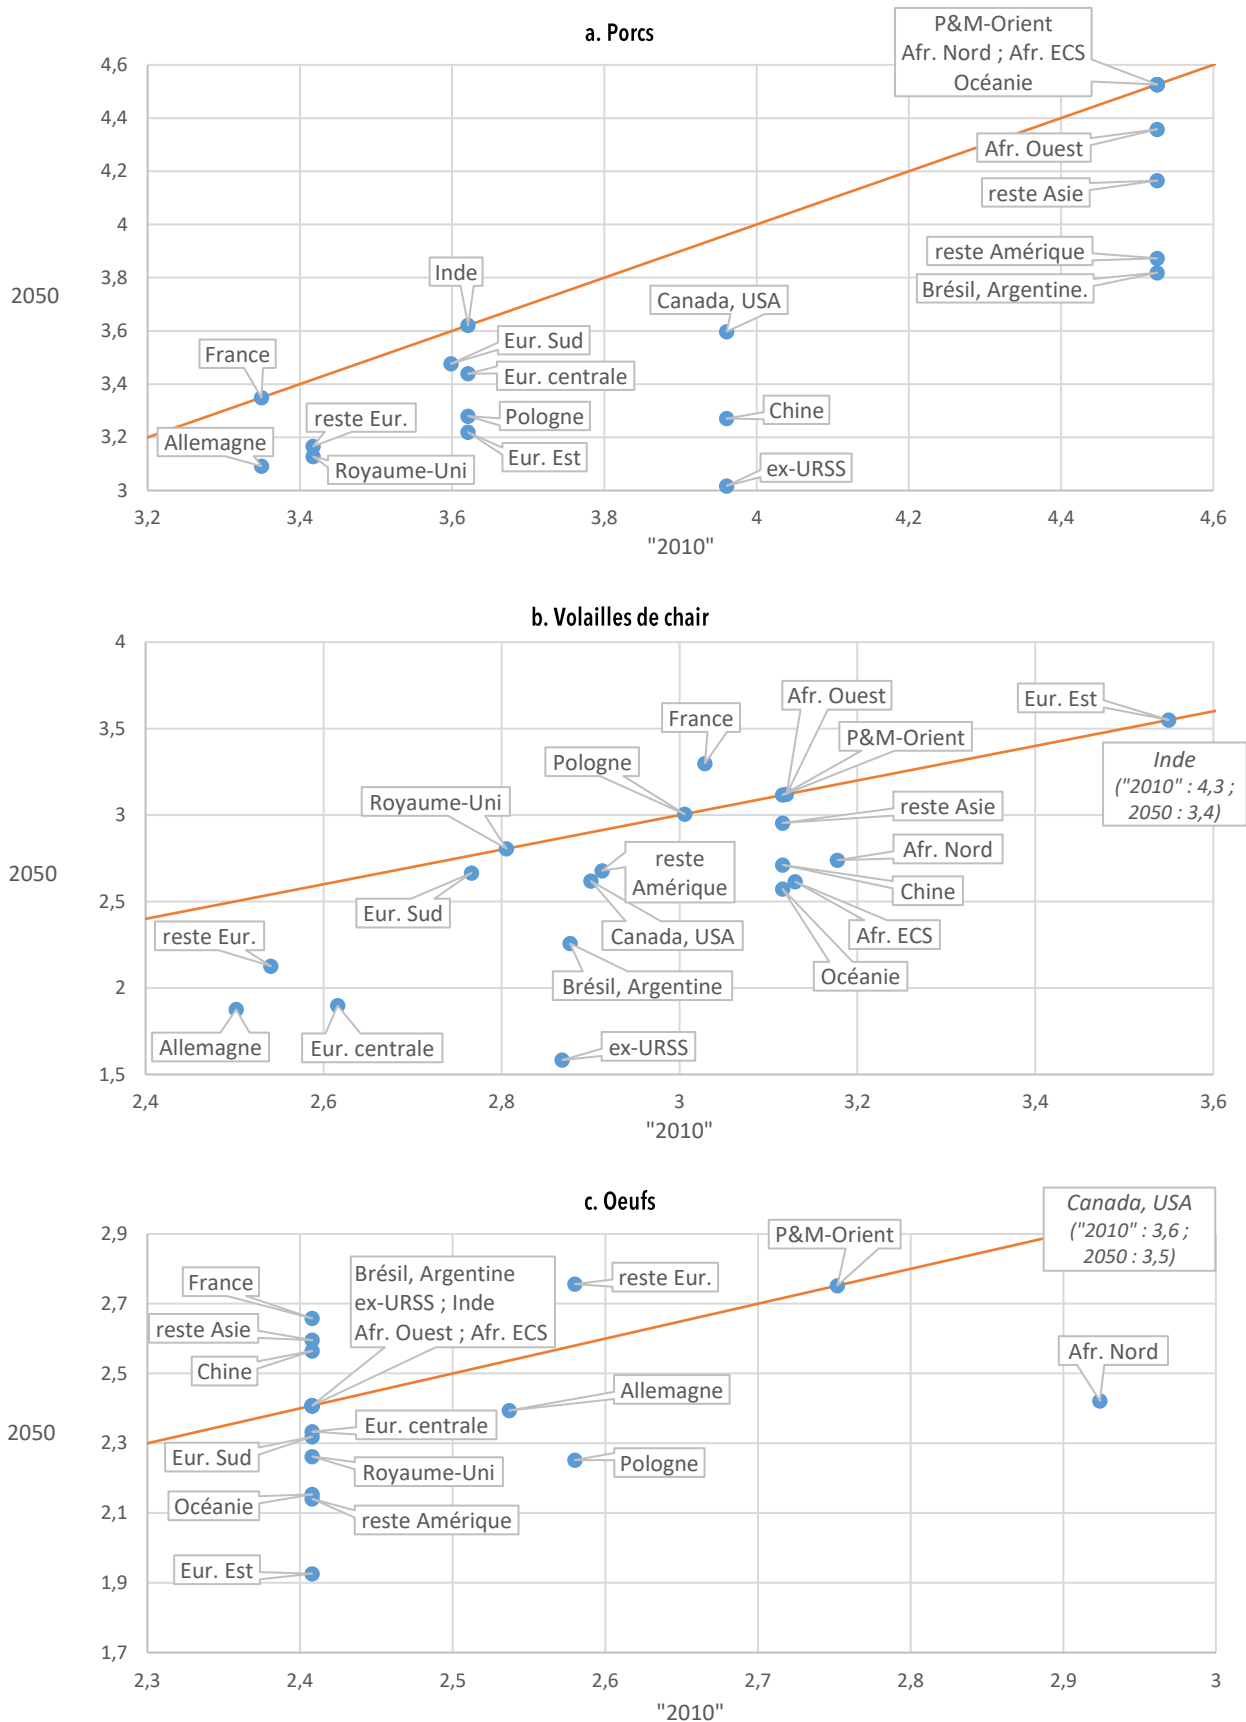 a. Porcs
P&M-Orient
Afr. Nord ; Afr. ECS
Océanie
4,6
4,4
Afr. Ouest
4,2
reste Asie
4
reste Amérique
Inde
3,8
Brésil, Argentine.
2050
Canada, USA
3,6
Eur. Sud
France
Eur. centrale
3,4
reste Eur.
Pologne
Chine
3,2
Allemagne
Royaume-Uni
Eur. Est
ex-URSS
3
3,2
3,4
3,6
3,8
4
4,2
4,4
4,6
"2010"
b. Volailles de chair
4
Afr. Ouest
Eur. Est
3,5
France
P&M-Orient
Pologne
Inde
("2010" : 4,3 ;
2050 : 3,4)
Royaume-Uni
3
reste Asie
reste
Amérique
Afr. Nord
2050
Chine
2,5
Eur. Sud
reste Eur.
Canada, USA
Afr. ECS
Océanie
Brésil, Argentine
2
Allemagne
Eur. centrale
ex-URSS
1,5
2,4
2,6
2,8
3
3,2
3,4
3,6
"2010"
c. Oeufs
Canada, USA
("2010" : 3,6 ;
2050 : 3,5)
2,9
P&M-Orient
Brésil, Argentine
ex-URSS ; Inde
Afr. Ouest ; Afr. ECS
reste Eur.
France
2,7
reste Asie
Chine
Afr. Nord
2,5
Allemagne
Eur. centrale
2050
2,3
Eur. Sud
Royaume-Uni
Pologne
Océanie
2,1
reste Amérique
Eur. Est
1,9
1,7
2,3
2,4
2,5
2,6
2,7
2,8
2,9
3
"2010"